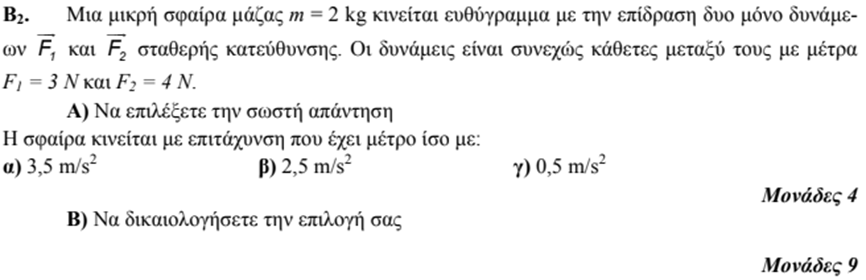 B₂. Μια μικρή σφαίρα μάζας m = 2 kg κινείται ευθύγραμμα με την επίδραση δυο μόνο δυνάμε-
ων F₁ και F₂ σταθερής κατεύθυνσης. Οι δυνάμεις είναι συνεχώς κάθετες μεταξύ τους με μέτρα
F₁ = 3 N και F₂ = 4 N.
Α) Να επιλέξετε την σωστή απάντηση
Η σφαίρα κινείται με επιτάχυνση που έχει μέτρο ίσο με:
α) 3,5 m/s² β) 2,5 m/s² γ) 0,5 m/s²
Μονάδες 4
Β) Να δικαιολογήσετε την επιλογή σας
Μονάδες 9